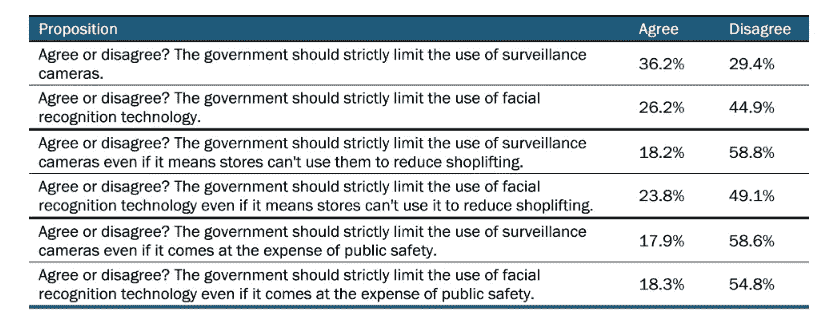 Proposition Agree Disagree
Agree or disagree? The government should strictly limit the use of surveillance
cameras. 36.2% 29.4%
Agree or disagree? The government should strictly limit the use of facial
recognition technology. 26.2% 44.9%
Agree or disagree? The government should strictly limit the use of surveillance
cameras even if it means stores can't use them to reduce shoplifting. 18.2% 58.8%
Agree or disagree? The government should strictly limit the use of facial
recognition technology even if it means stores can't use it to reduce shoplifting. 23.8% 49.1%
Agree or disagree? The government should strictly limit the use of surveillance
cameras even if it comes at the expense of public safety. 17.9% 58.6%
Agree or disagree? The government should strictly limit the use of facial
recognition technology even if it comes at the expense of public safety. 18.3% 54.8%